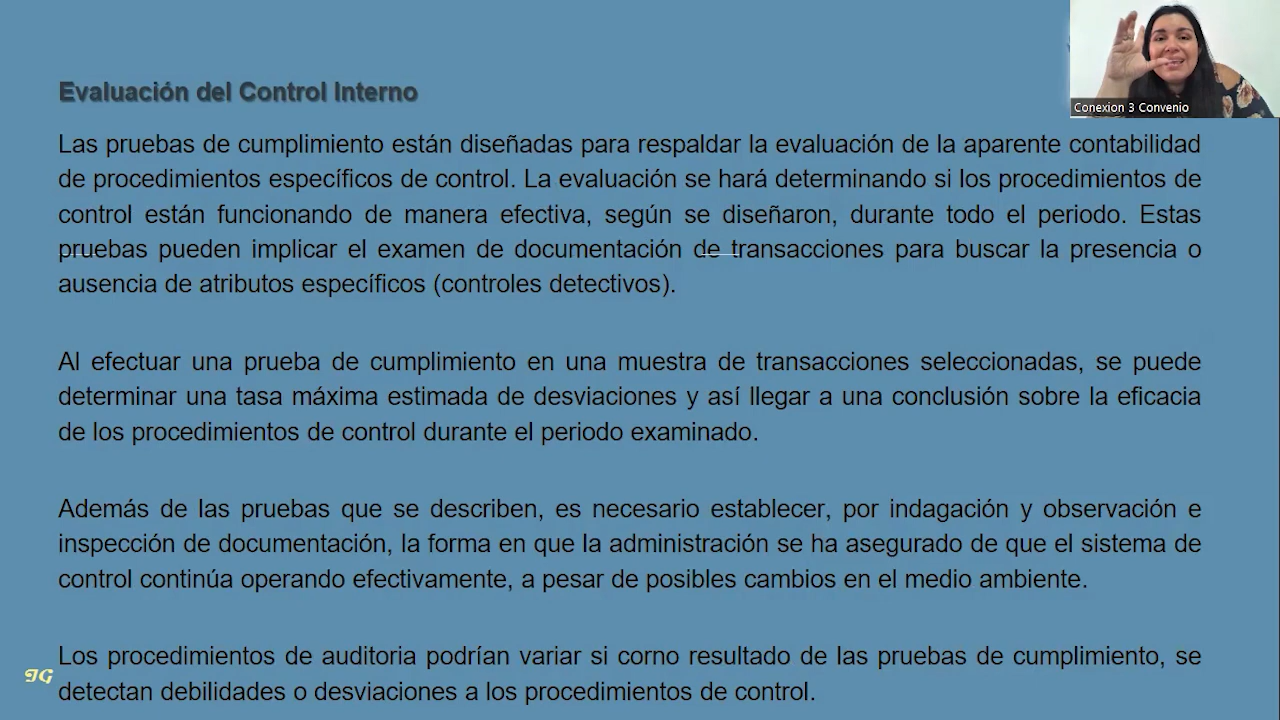 Evaluación del Control Interno
Conexion 3 Convenio
Las pruebas de cumplimiento están diseñadas para respaldar la evaluación de la aparente contabilidad
de procedimientos específicos de control. La evaluación se hará determinando si los procedimientos de
control están funcionando de manera efectiva, según se diseñaron, durante todo el periodo. Estas
pruebas pueden implicar el examen de documentación de transacciones para buscar la presencia o
ausencia de atributos específicos (controles detectivos).
Al efectuar una prueba de cumplimiento en una muestra de transacciones seleccionadas, se puede
determinar una tasa máxima estimada de desviaciones y así llegar a una conclusión sobre la eficacia
de los procedimientos de control durante el periodo examinado.
Además de las pruebas que se describen, es necesario establecer, por indagación y observación e
inspección de documentación, la forma en que la administración se ha asegurado de que el sistema de
control continúa operando efectivamente, a pesar de posibles cambios en el medio ambiente.
Los procedimientos de auditoria podrían variar si corno resultado de las pruebas de cumplimiento, se
detectan debilidades o desviaciones a los procedimientos de control.
IG